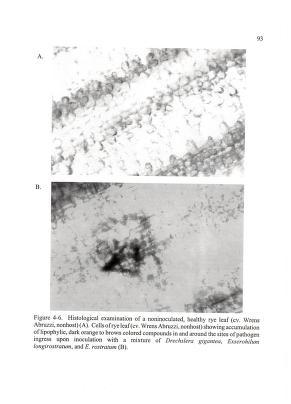 93
A.
B.
Figure 4-6. Histological examination of a noninoculated, healthy rye leaf (cv. Wrens
Abruzzi, nonhost) (A). Cells of rye leaf (cv. Wrens Abruzzi, nonhost) showing accumulation
of lipophylic, dark orange to brown colored compounds in and around the sites of pathogen
ingress upon inoculation with a mixture of Drechslera gigantea, Exserohilum
longirostratum, and E. rostratum (B).